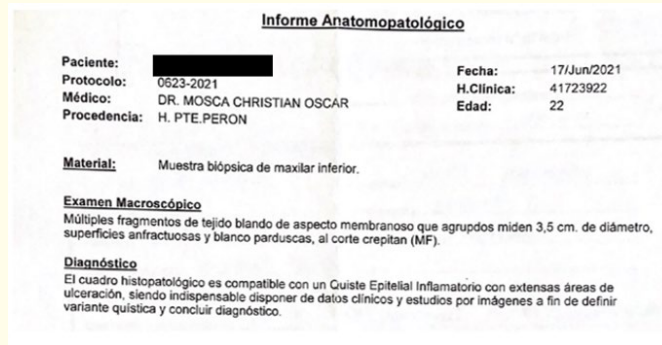 Informe Anatomopatológico
Paciente:
Protocolo: 0623-2021
Médico: DR. MOSCA CHRISTIAN OSCAR
Procedencia: H. PTE.PERON
Fecha: 17/Jun/2021
H.Clinica: 41723922
Edad: 22
Material: Muestra biópsica de maxilar inferior.
Examen Macroscópico
Múltiples fragmentos de tejido blando de aspecto membranoso que agrupdos miden 3,5 cm. de diámetro,
superficies anfractuosas y blanco parduscas, al corte crepitan (MF).
Diagnóstico
El cuadro histopatológico es compatible con un Quiste Epitelial Inflamatorio con extensas áreas de
ulceración, siendo indispensable disponer de datos clínicos y estudios por imágenes a fin de definir
variante quística y concluir diagnóstico.